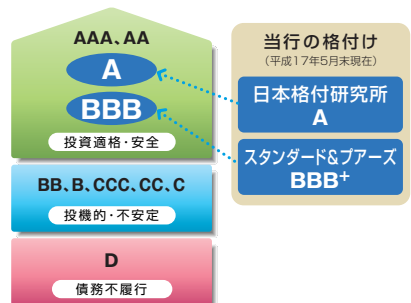 AAA、AA
A
BBB
投資適格・安全
BB、B、CCC、CC、C
投機的・不安定
D
債務不履行
当行の格付け
（平成17年5月末現在）
日本格付研究所
A
スタンダード&プアーズ
BBB+